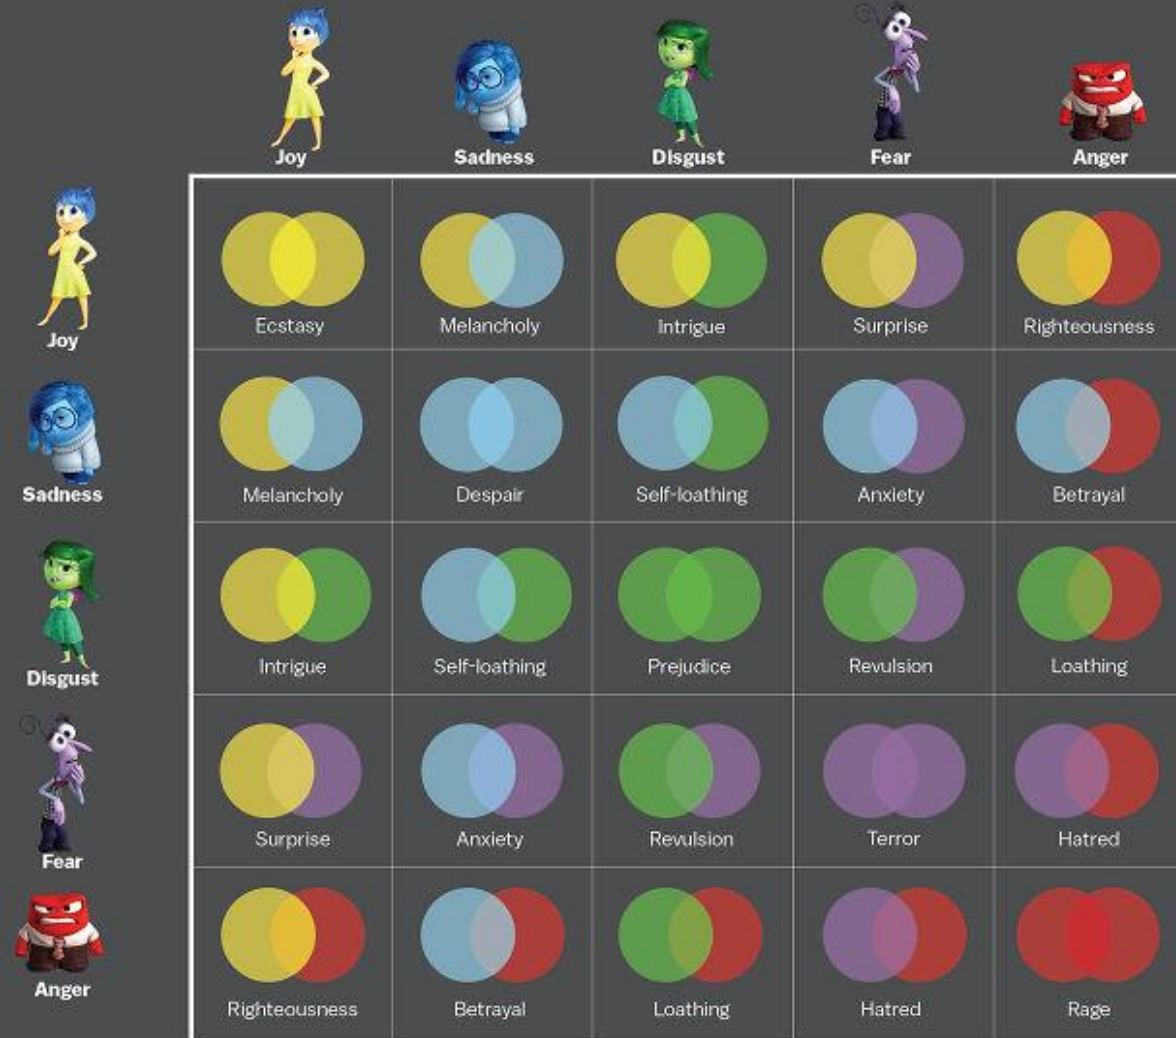 Joy Sadness Disgust Fear Anger
Joy
Ecstasy Melancholy Intrigue Surprise Righteousness
Sadness
Melancholy Despair Self-loathing Anxiety Betrayal
Disgust
Intrigue Self-loathing Prejudice Revulsion Loathing
Fear
Surprise Anxiety Revulsion Terror Hatred
Anger
Righteousness Betrayal Loathing Hatred Rage